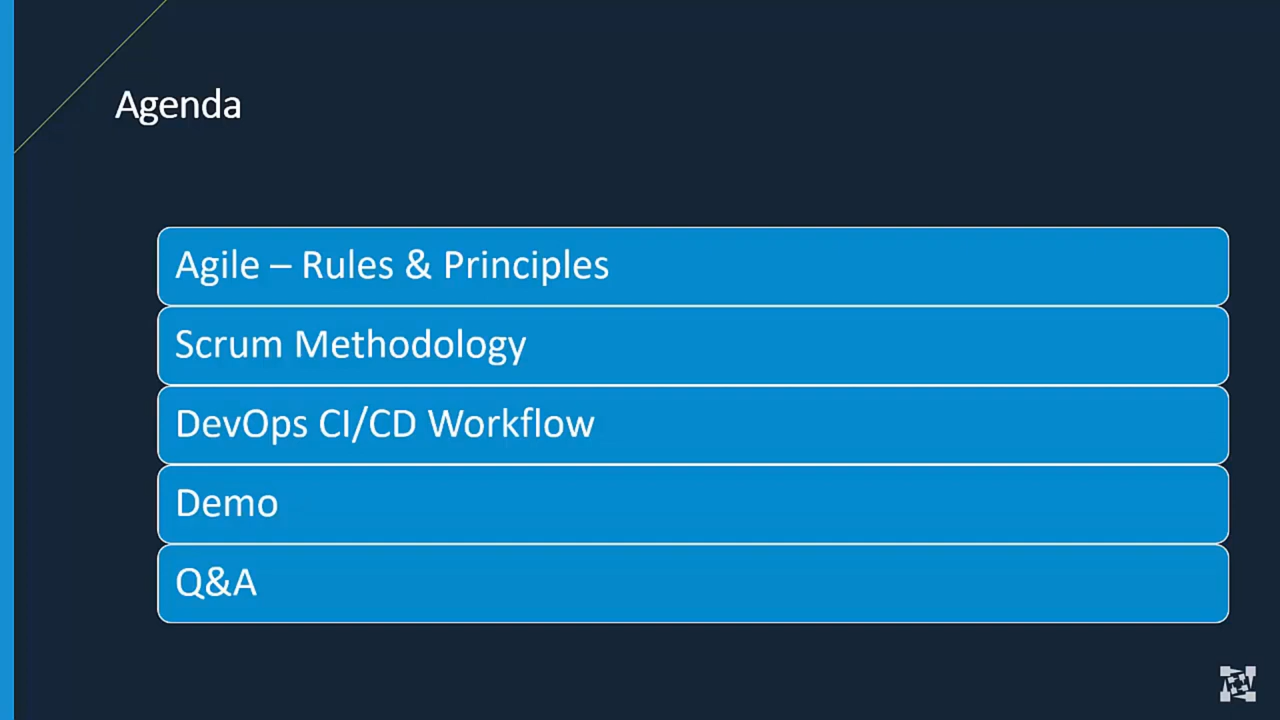 Agenda
Agile – Rules & Principles
Scrum Methodology
DevOps CI/CD Workflow
Demo
Q&A